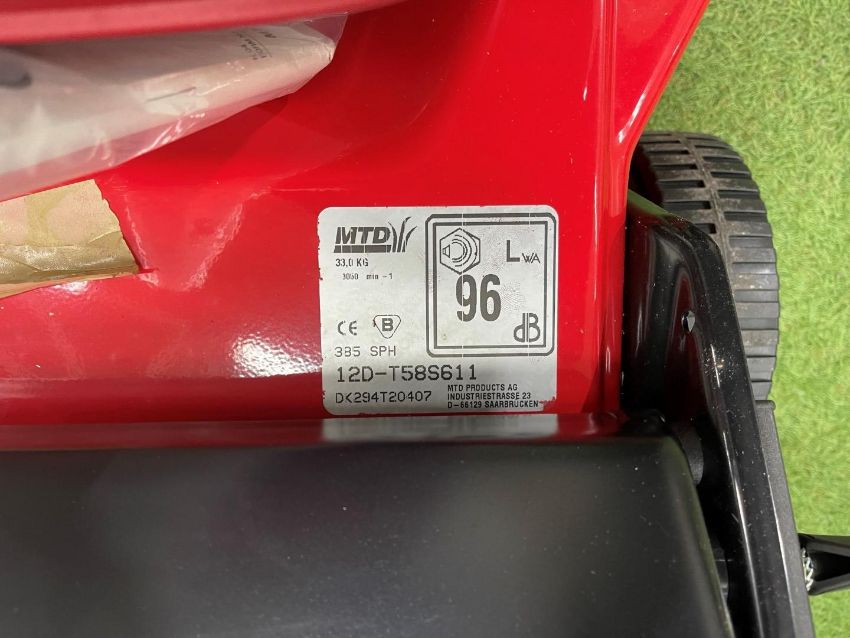 MTD
33,0 KG
3060 min -1
LWA
96
dB
CE B
385 SPH
12D-T58S611
DK294T20407
MTD PRODUCTS AG
INDUSTRIESTRASSE 23
D-66129 SAARBRÜCKEN